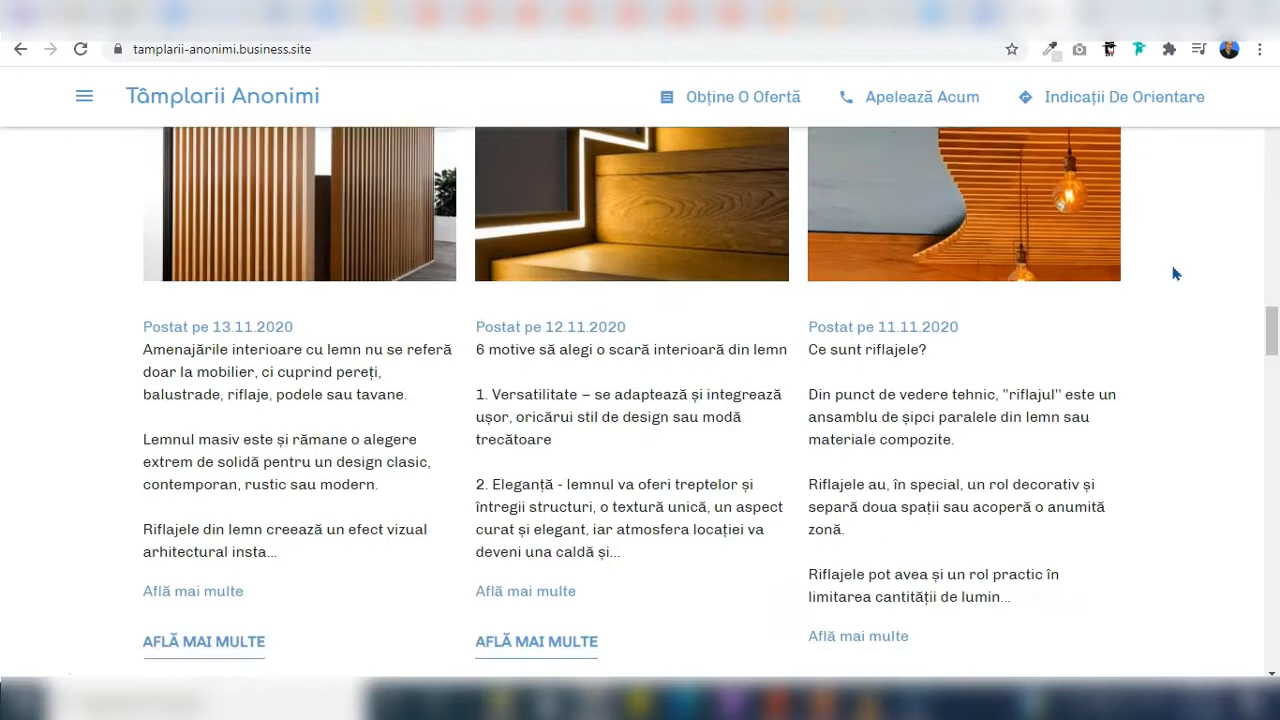 tamplarii-anonimi.business.site
Tâmplarii Anonimi
Obține O Ofertă
Apelează Acum
Indicații De Orientare
Postat pe 13.11.2020
Amenajările interioare cu lemn nu se referă
doar la mobilier, ci cuprind pereți,
balustrade, riflaje, podele sau tavane.
Lemnul masiv este și rămane o alegere
extrem de solidă pentru un design clasic,
contemporan, rustic sau modern.
Riflajele din lemn creează un efect vizual
arhitectural insta...
Află mai multe
AFLĂ MAI MULTE
Postat pe 12.11.2020
6 motive să alegi o scară interioară din lemn
1. Versatilitate – se adaptează și integrează
ușor, oricărui stil de design sau modă
trecătoare
2. Eleganță - lemnul va oferi treptelor și
întregii structuri, o textură unică, un aspect
curat și elegant, iar atmosfera locației va
deveni una caldă și...
Află mai multe
AFLĂ MAI MULTE
Postat pe 11.11.2020
Ce sunt riflajele?
Din punct de vedere tehnic, "riflajul" este un
ansamblu de șipci paralele din lemn sau
materiale compozite.
Riflajele au, în special, un rol decorativ și
separă doua spații sau acoperă o anumită
zonă.
Riflajele pot avea și un rol practic în
limitarea cantității de lumin...
Află mai multe